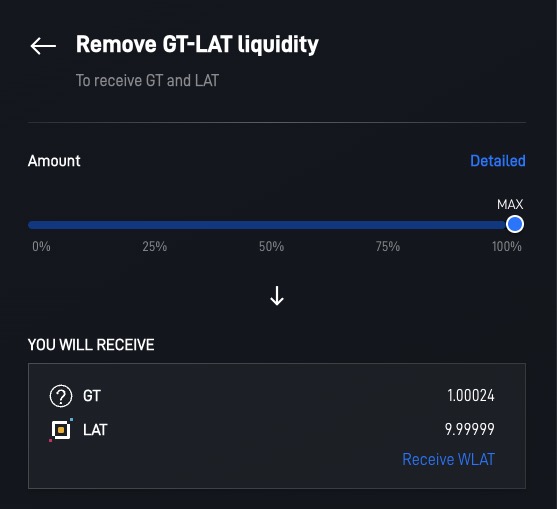 Remove GT-LAT liquidity
To receive GT and LAT
Amount Detailed
MAX
0% 25% 50% 75% 100%
YOU WILL RECEIVE
? GT 1.00024
LAT 9.99999
Receive WLAT